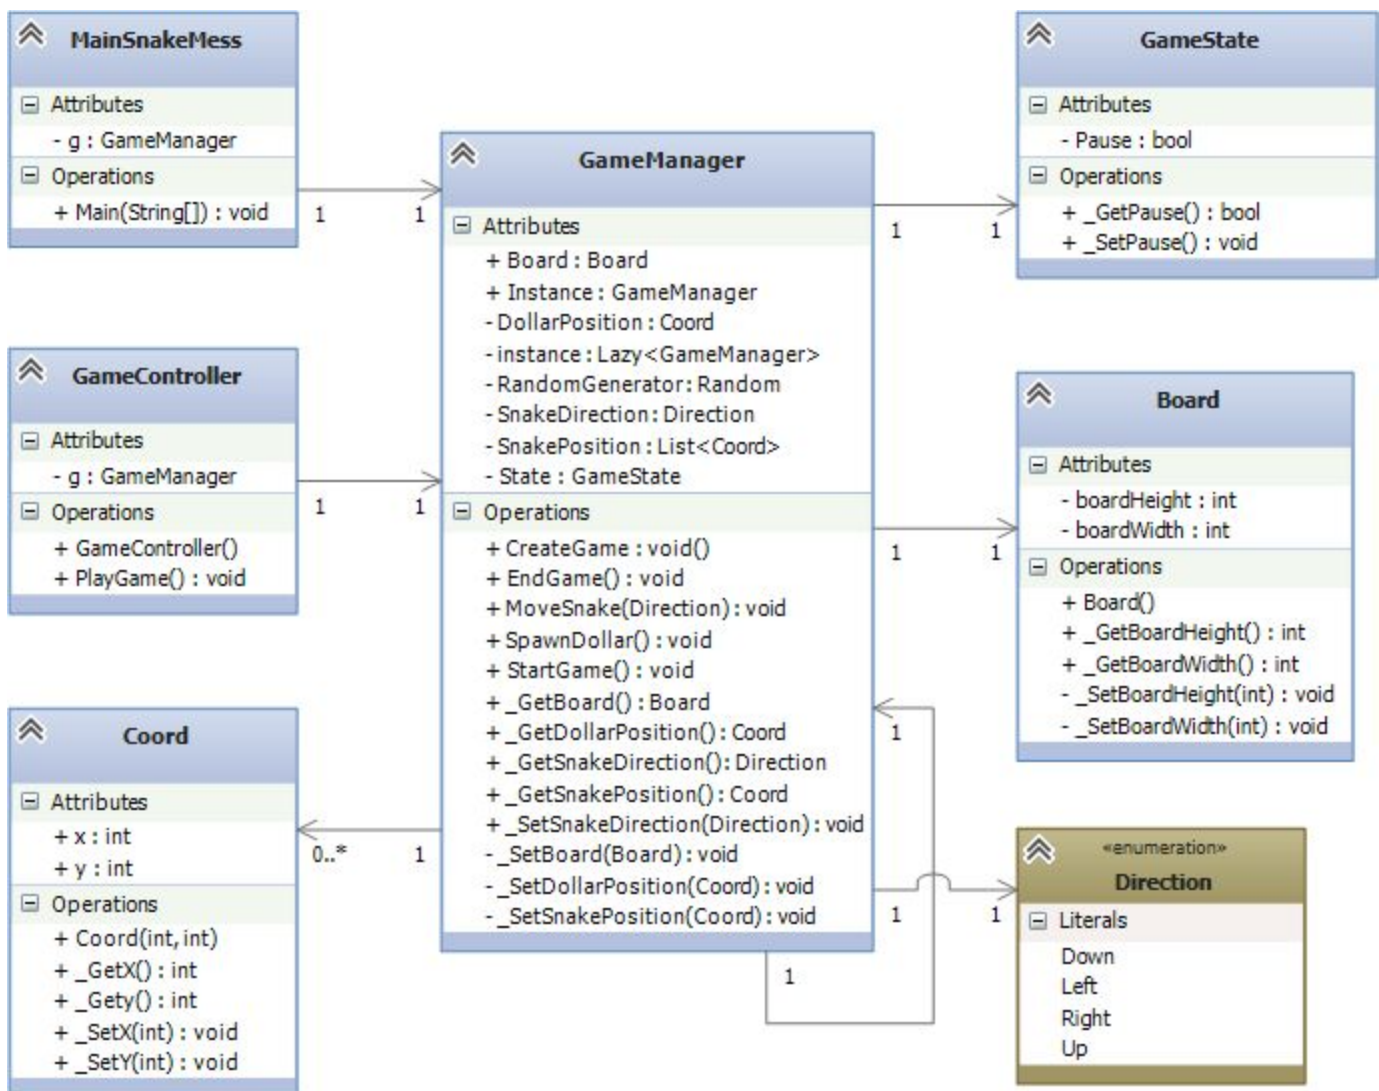 MainSnakeMess
Attributes
- g : GameManager
Operations
+ Main(String[]) : void
1
1
GameController
Attributes
- g : GameManager
Operations
+ GameController()
+ PlayGame() : void
1
1
Coord
Attributes
+ x : int
+ y : int
Operations
+ Coord(int, int)
+ _GetX() : int
+ _Gety() : int
+ _SetX(int) : void
+ _SetY(int) : void
0..*
1
GameManager
Attributes
+ Board : Board
+ Instance : GameManager
- DollarPosition : Coord
- instance : Lazy<GameManager>
- RandomGenerator : Random
- SnakeDirection : Direction
- SnakePosition : List<Coord>
- State : GameState
Operations
+ CreateGame : void()
+ EndGame() : void
+ MoveSnake(Direction) : void
+ SpawnDollar() : void
+ StartGame() : void
+ _GetBoard() : Board
+ _GetDollarPosition() : Coord
+ _GetSnakeDirection() : Direction
+ _GetSnakePosition() : Coord
+ _SetSnakeDirection(Direction) : void
- _SetBoard(Board) : void
- _SetDollarPosition(Coord) : void
- _SetSnakePosition(Coord) : void
1
1
1
1
1
1
1
1
GameState
Attributes
- Pause : bool
Operations
+ _GetPause() : bool
+ _SetPause() : void
Board
Attributes
- boardHeight : int
- boardWidth : int
Operations
+ Board()
+ _GetBoardHeight() : int
+ _GetBoardWidth() : int
- _SetBoardHeight(int) : void
- _SetBoardWidth(int) : void
«enumeration»
Direction
Literals
Down
Left
Right
Up